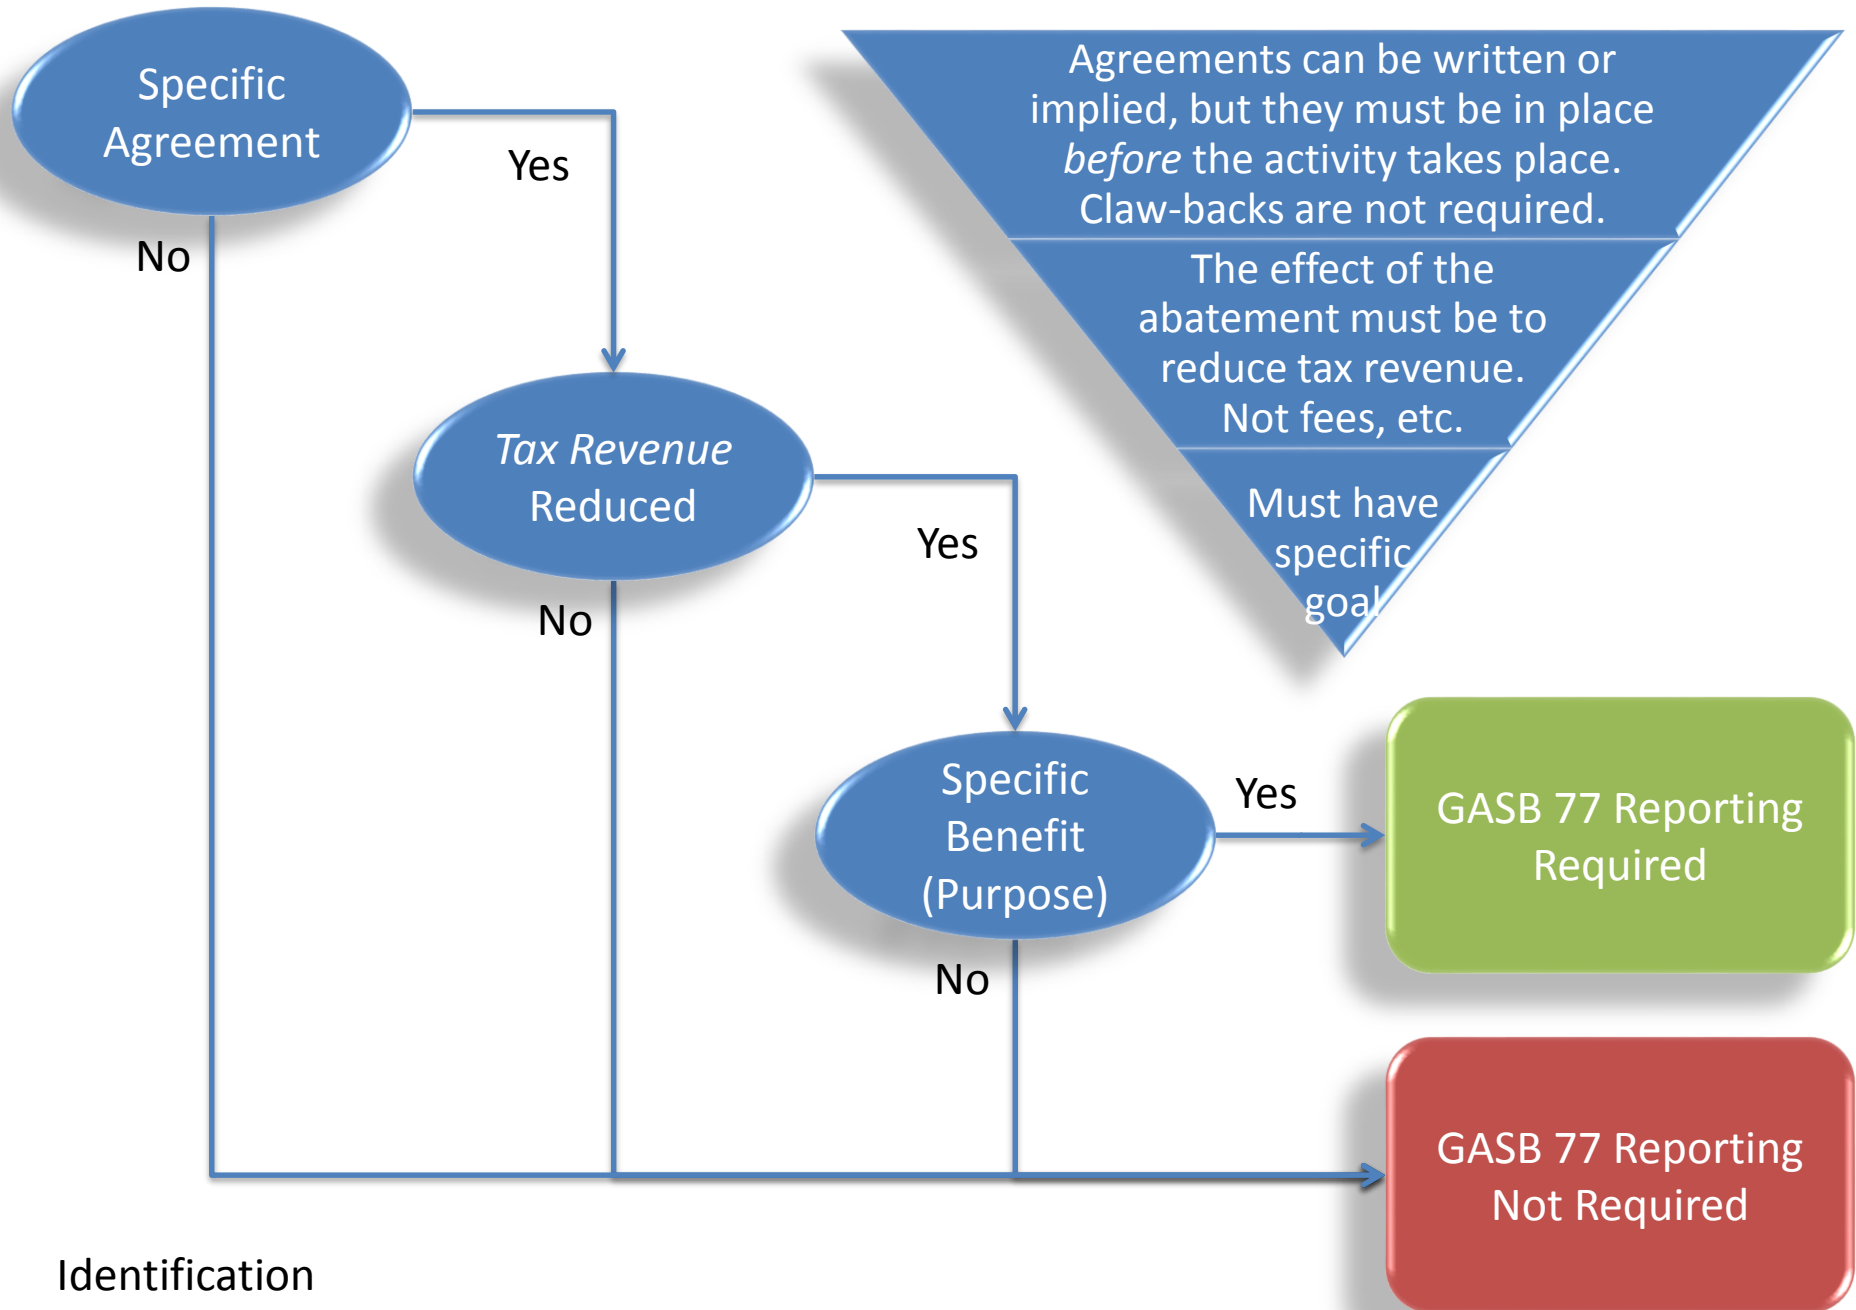 Specific
Agreement
Yes
No
Agreements can be written or
implied, but they must be in place
before the activity takes place.
Claw-backs are not required.
The effect of the
abatement must be to
reduce tax revenue.
Not fees, etc.
Must have
specific
goal
Tax Revenue
Reduced
Yes
No
Specific
Benefit
(Purpose)
Yes
No
GASB 77 Reporting
Required
GASB 77 Reporting
Not Required
Identification